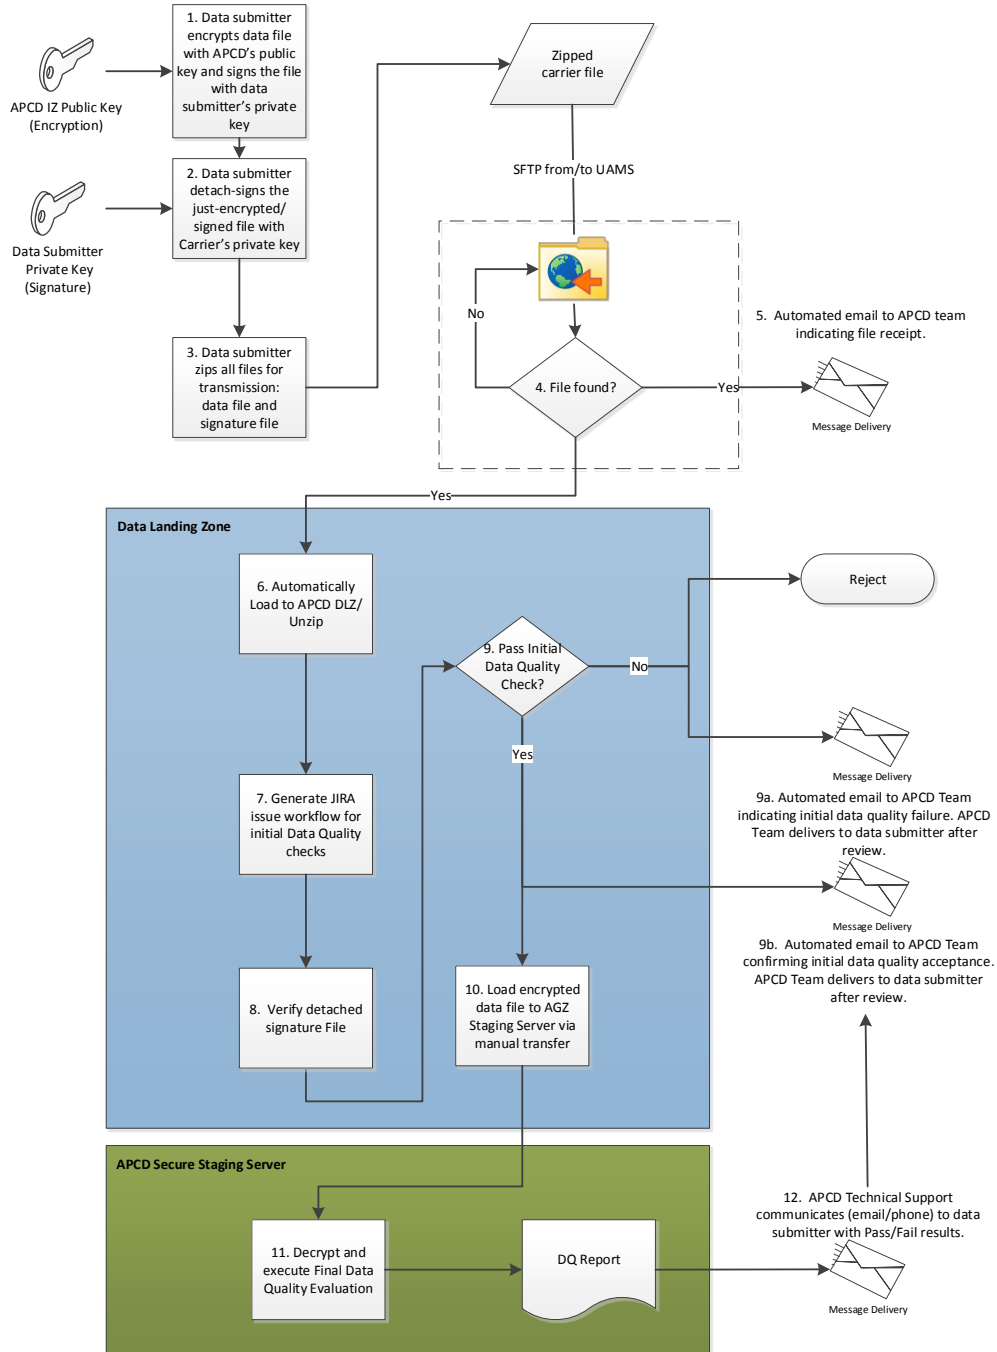 1. Data submitter
encrypts data file
with APCD's public
key and signs the file
with data
submitter's private
key
APCD IZ Public Key
(Encryption)
Zipped
carrier file
SFTP from/to UAMS
2. Data submitter
detach-signs the
just-encrypted/
signed file with
Carrier's private key
Data Submitter
Private Key
(Signature)
No
3. Data submitter
zips all files for
transmission:
data file and
signature file
4. File found?
Yes
5. Automated email to APCD team
indicating file receipt.
Message Delivery
Yes
Data Landing Zone
6. Automatically
Load to APCD DLZ/
Unzip
7. Generate JIRA
issue workflow for
initial Data Quality
checks
8. Verify detached
signature File
9. Pass Initial
Data Quality
Check?
No
Yes
Reject
Message Delivery
9a. Automated email to APCD Team
indicating initial data quality failure. APCD
Team delivers to data submitter after
review.
Message Delivery
9b. Automated email to APCD Team
confirming initial data quality acceptance.
APCD Team delivers to data submitter
after review.
10. Load encrypted
data file to AGZ
Staging Server via
manual transfer
APCD Secure Staging Server
11. Decrypt and
execute Final Data
Quality Evaluation
DQ Report
12. APCD Technical Support
communicates (email/phone) to data
submitter with Pass/Fail results.
Message Delivery